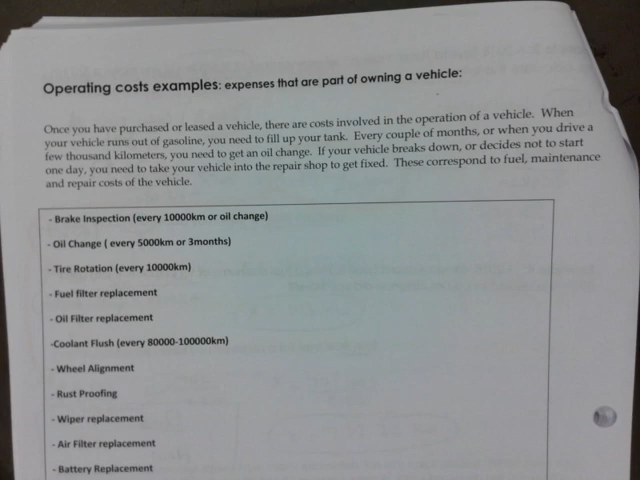 Operating costs examples: expenses that are part of owning a vehicle:
Once you have purchased or leased a vehicle, there are costs involved in the operation of a vehicle. When
your vehicle runs out of gasoline, you need to fill up your tank. Every couple of months, or when you drive a
few thousand kilometers, you need to get an oil change. If your vehicle breaks down, or decides not to start
one day, you need to take your vehicle into the repair shop to get fixed. These correspond to fuel, maintenance
and repair costs of the vehicle.
- Brake Inspection (every 10000km or oil change)
- Oil Change ( every 5000km or 3months)
- Tire Rotation (every 10000km)
- Fuel filter replacement
- Oil Filter replacement
-Coolant Flush (every 80000-100000km)
- Wheel Alignment
- Rust Proofing
- Wiper replacement
- Air Filter replacement
- Battery Replacement